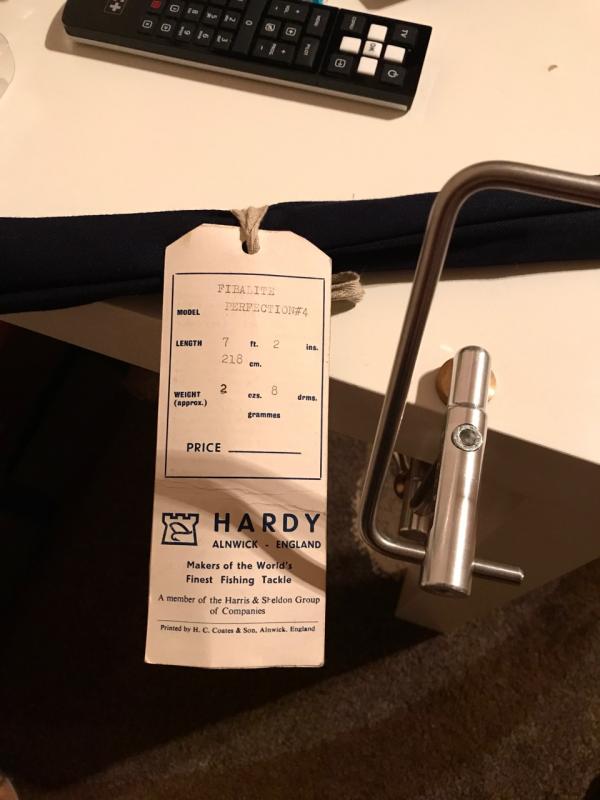 FIBALITE
MODEL PERFECTION#4
LENGTH 7 ft. 2 ins.
218 cm.
WEIGHT 2 ozs. 8 drms.
(approx.)
grammes
PRICE
HARDY
ALNWICK - ENGLAND
Makers of the World's
Finest Fishing Tackle
A member of the Harris & Sheldon Group
of Companies
Printed by H. C. Coates & Son, Alnwick, England